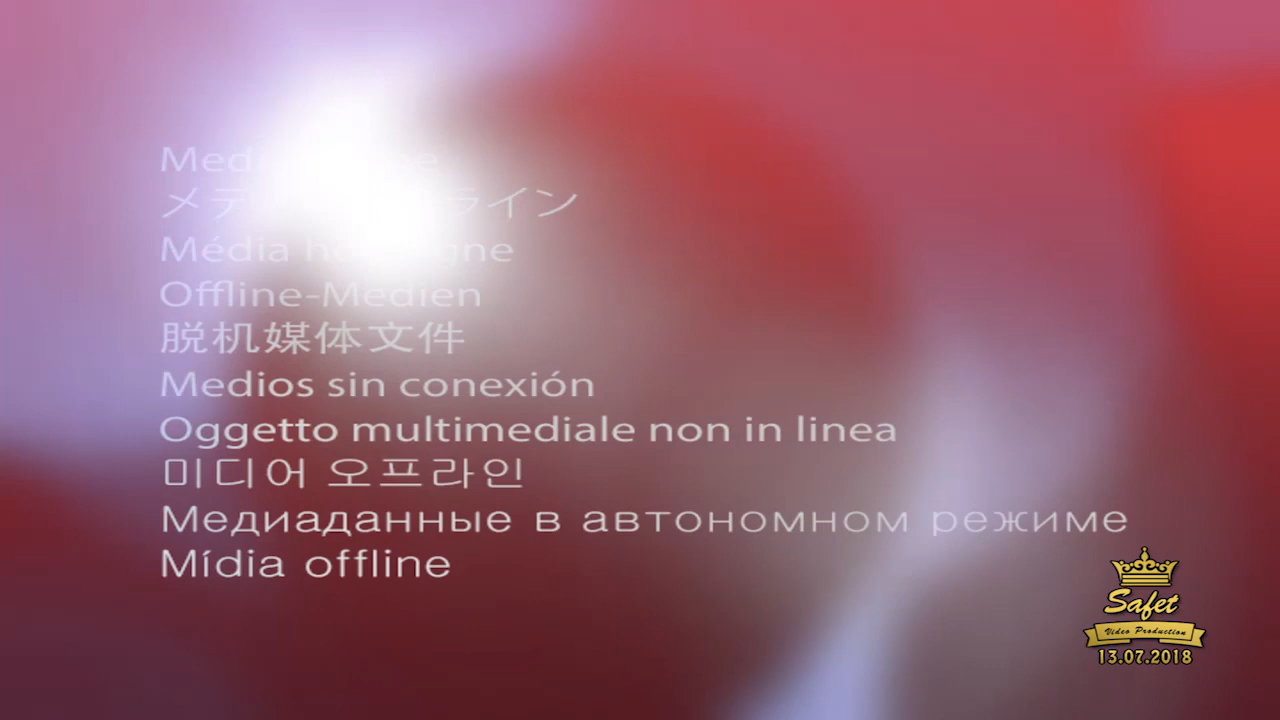 Offline-Medien
脱机媒体文件
Medios sin conexión
Oggetto multimediale non in linea
미디어 오프라인
Медиаданные в автономном режиме
Mídia offline
Safet
Video Production
13.07.2018